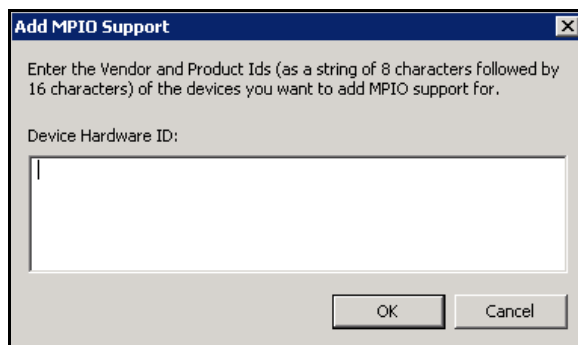 Add MPIO Support
Enter the Vendor and Product Ids (as a string of 8 characters followed by
16 characters) of the devices you want to add MPIO support for.
Device Hardware ID:
OK
Cancel